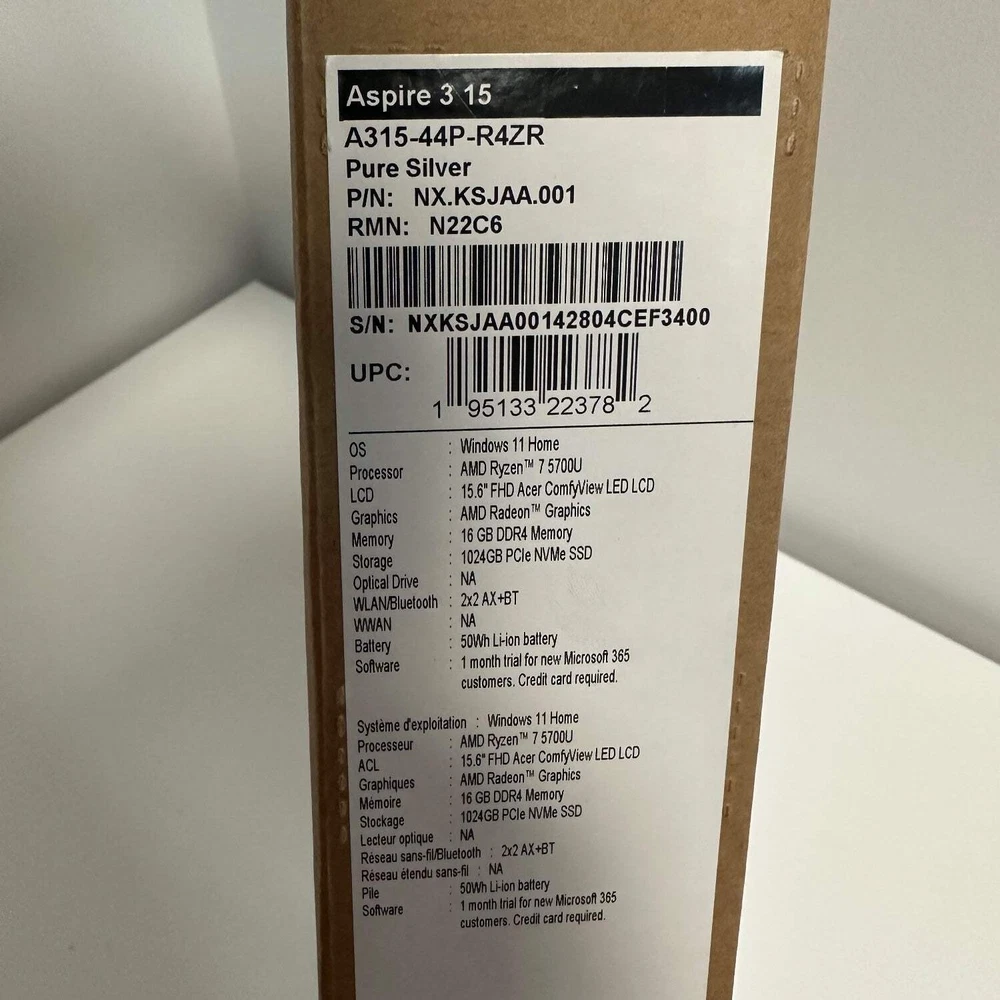 Aspire 3 15
A315-44P-R4ZR
Pure Silver
P/N: NX.KSJAA.001
RMN: N22C6
S/N: NXKSJAA00142804CEF3400
UPC:
1 95133 22378 2
OS : Windows 11 Home
Processor : AMD Ryzen™ 7 5700U
LCD : 15.6" FHD Acer ComfyView LED LCD
Graphics : AMD Radeon™ Graphics
Memory : 16 GB DDR4 Memory
Storage : 1024GB PCIe NVMe SSD
Optical Drive : NA
WLAN/Bluetooth : 2x2 AX+BT
WWAN : NA
Battery : 50Wh Li-ion battery
Software : 1 month trial for new Microsoft 365
customers. Credit card required.
Système d'exploitation : Windows 11 Home
Processeur : AMD Ryzen™ 7 5700U
ACL : 15.6" FHD Acer ComfyView LED LCD
Graphiques : AMD Radeon™ Graphics
Mémoire : 16 GB DDR4 Memory
Stockage : 1024GB PCIe NVMe SSD
Lecteur optique : NA
Réseau sans-fil/Bluetooth : 2x2 AX+BT
Réseau étendu sans-fil : NA
Pile : 50Wh Li-ion battery
Software : 1 month trial for new Microsoft 365
customers. Credit card required.